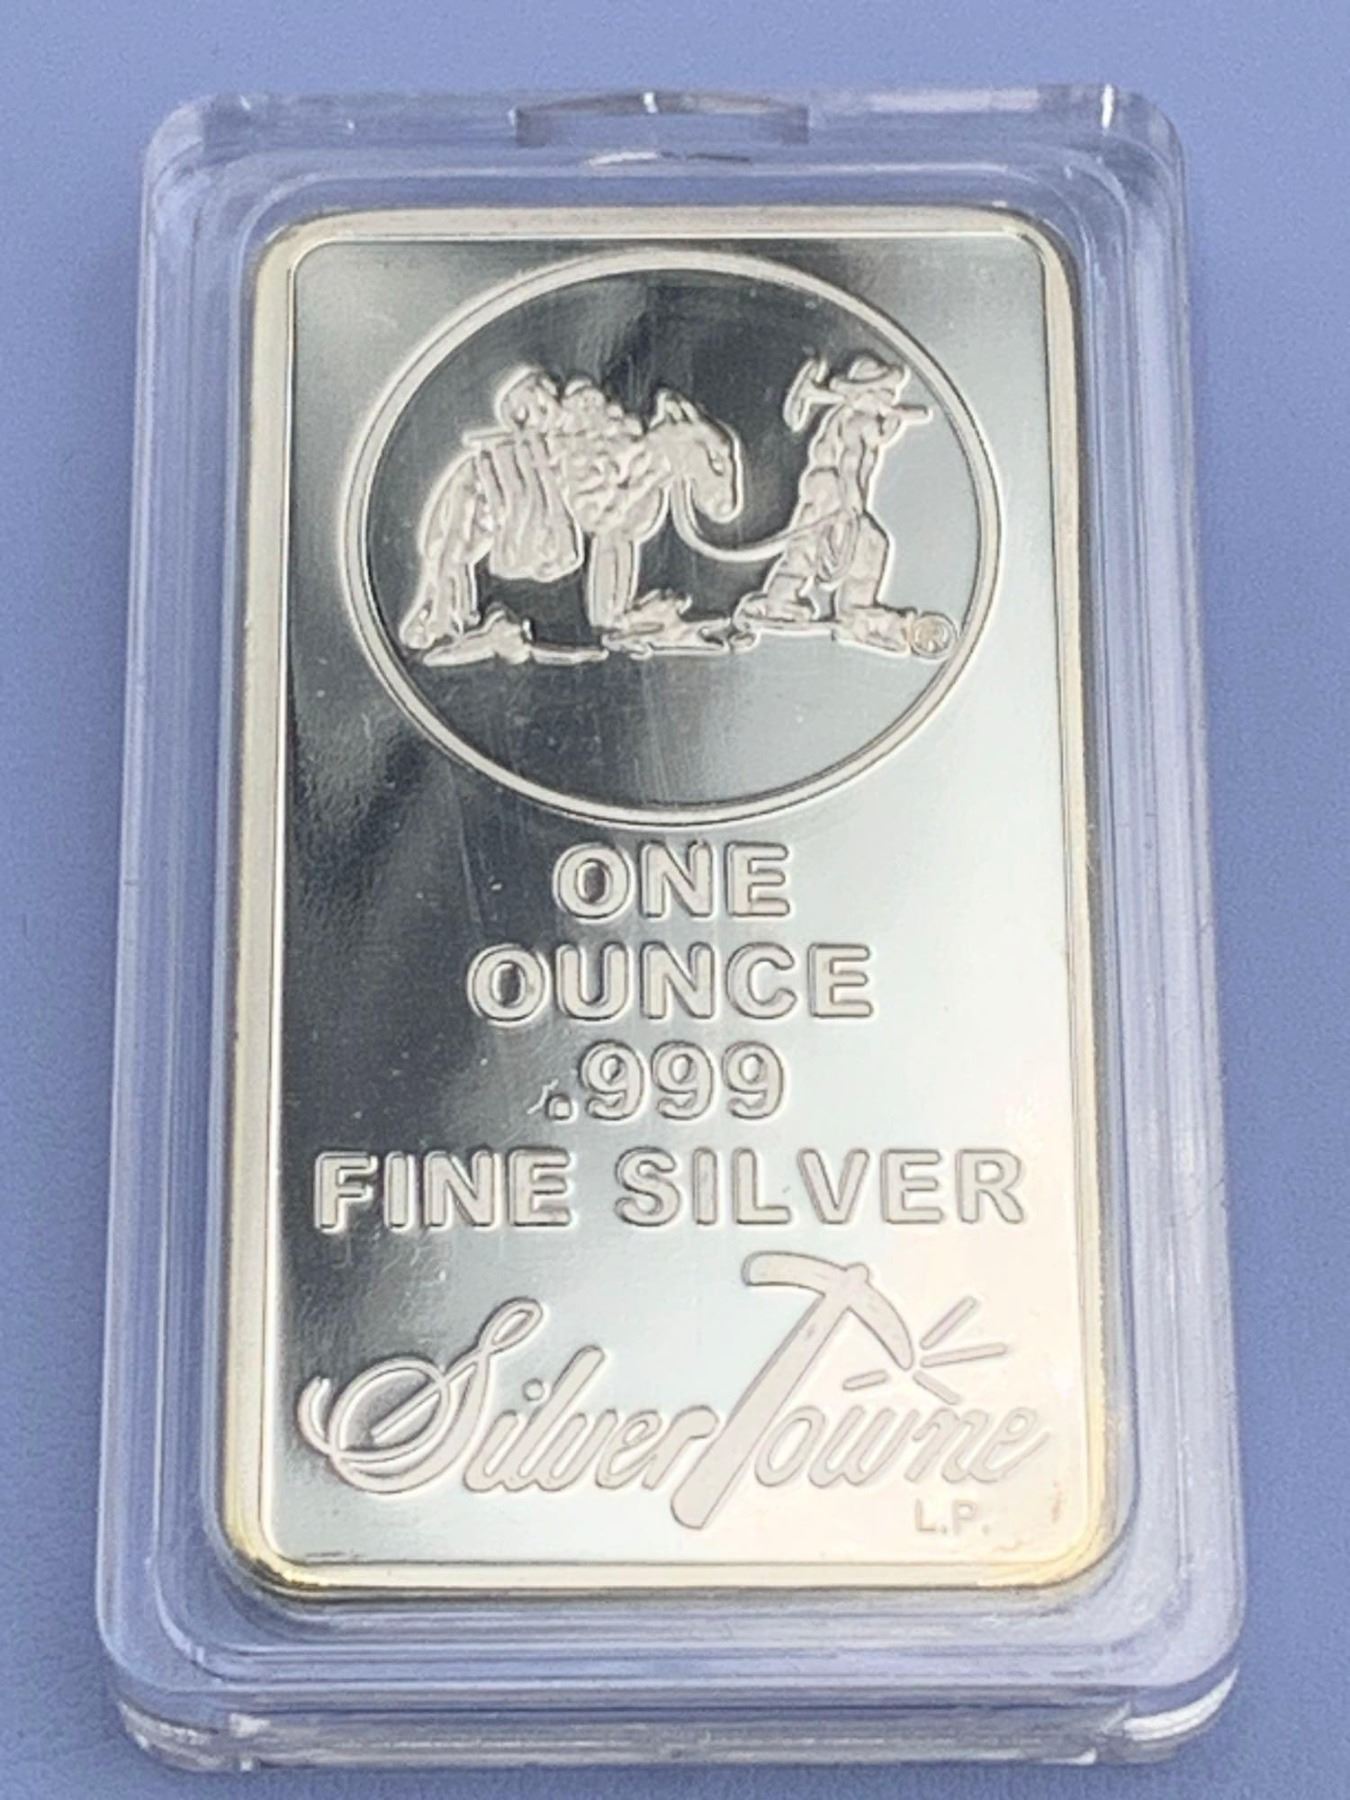 ®
ONE
OUNCE
.999
FINE SILVER
SilverTowne
L.P.